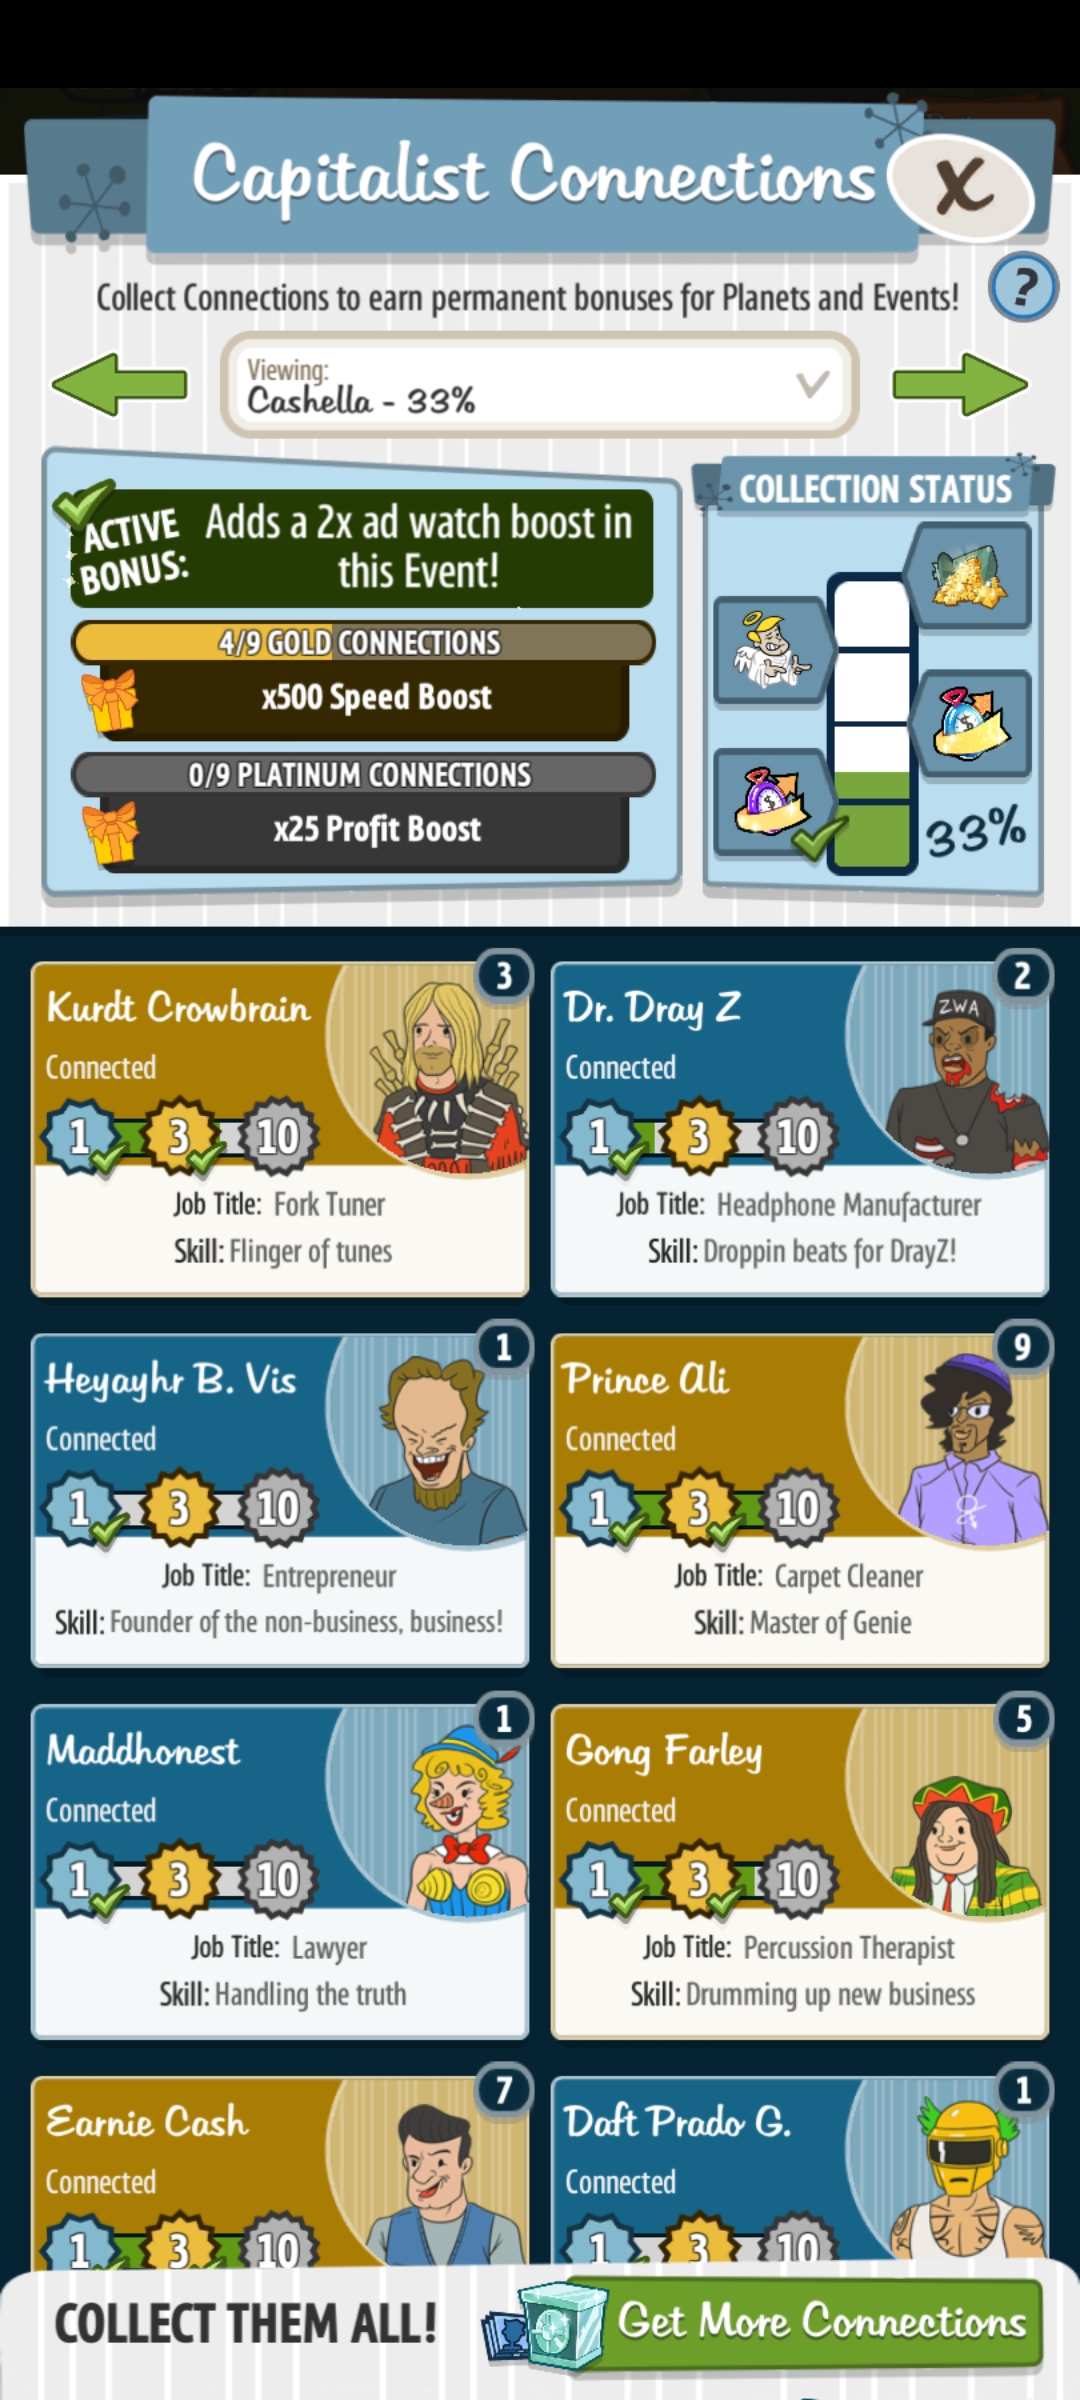 Capitalist Connections
X
Collect Connections to earn permanent bonuses for Planets and Events!
?
Viewing:
Cashella - 33%
ACTIVE BONUS:
Adds a 2x ad watch boost in
this Event!
4/9 GOLD CONNECTIONS
x500 Speed Boost
0/9 PLATINUM CONNECTIONS
x25 Profit Boost
COLLECTION STATUS
33%
3
Kurdt Crowbrain
Connected
1 3 10
Job Title: Fork Tuner
Skill: Flinger of tunes
2
Dr. Dray Z
ZWA
Connected
1 3 10
Job Title: Headphone Manufacturer
Skill: Droppin beats for DrayZ!
1
Heyayhr B. Vis
Connected
1 3 10
Job Title: Entrepreneur
Skill: Founder of the non-business, business!
9
Prince Ali
Connected
1 3 10
Job Title: Carpet Cleaner
Skill: Master of Genie
1
Maddhonest
Connected
1 3 10
Job Title: Lawyer
Skill: Handling the truth
5
Gong Farley
Connected
1 3 10
Job Title: Percussion Therapist
Skill: Drumming up new business
7
Earnie Cash
Connected
1 3 10
1
Daft Prado G.
Connected
1 3 10
COLLECT THEM ALL!
Get More Connections